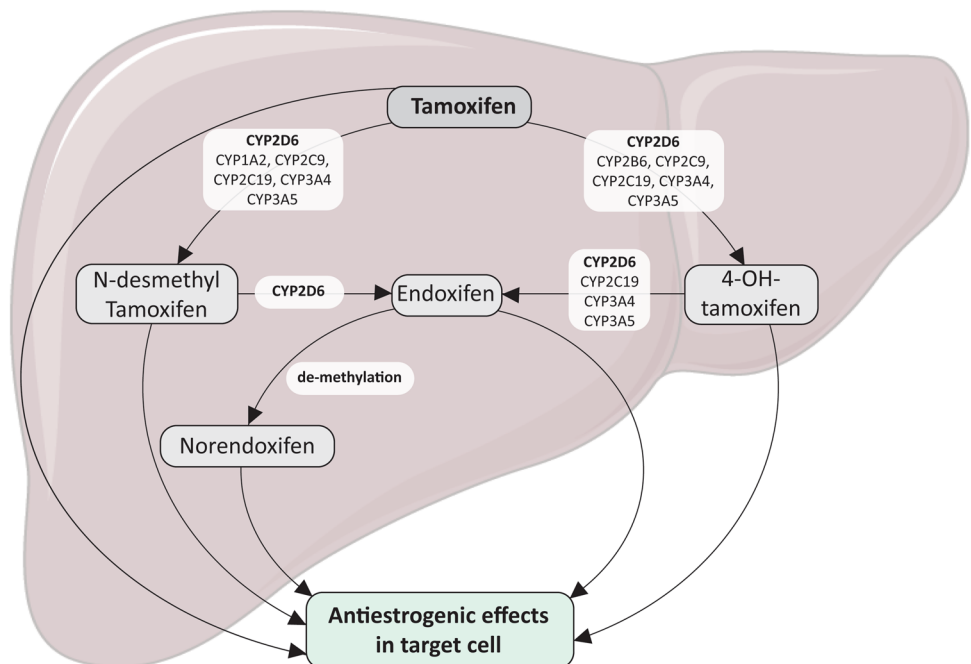 Tamoxifen
CYP2D6
CYP1A2, CYP2C9,
CYP2C19, CYP3A4
CYP3A5
CYP2D6
CYP2B6, CYP2C9,
CYP2C19, CYP3A4,
CYP3A5
N-desmethyl
Tamoxifen
CYP2D6
Endoxifen
CYP2D6
CYP2C19
CYP3A4
CYP3A5
4-OH-
tamoxifen
de-methylation
Norendoxifen
Antiestrogenic effects
in target cell